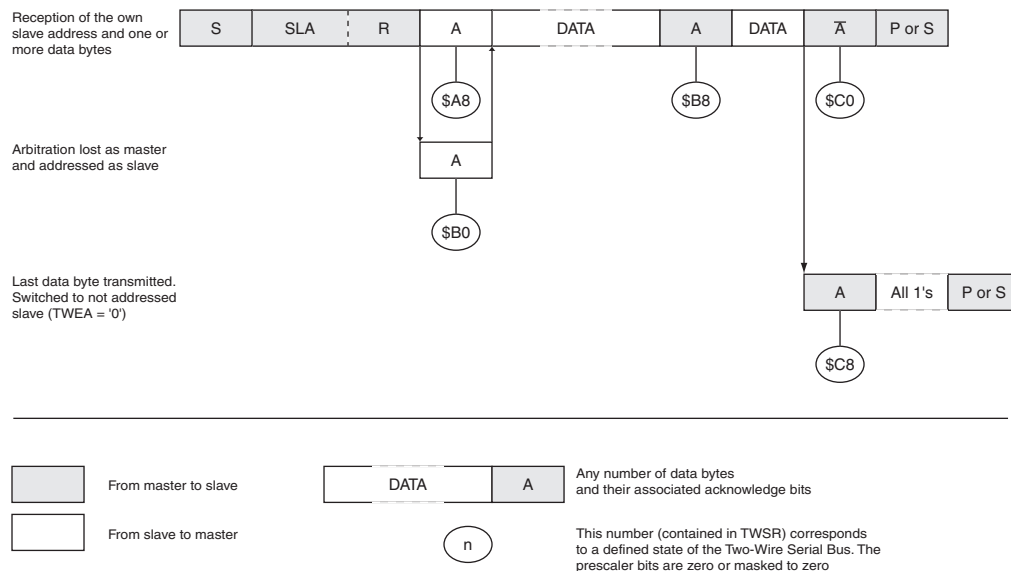 Reception of the own
slave address and one or
more data bytes
S SLA R A DATA A DATA A̅ P or S
$A8 $B8 $C0
Arbitration lost as master
and addressed as slave
A
$B0
Last data byte transmitted.
Switched to not addressed
slave (TWEA = '0')
A All 1's P or S
$C8
From master to slave
DATA A
Any number of data bytes
and their associated acknowledge bits
From slave to master
n
This number (contained in TWSR) corresponds
to a defined state of the Two-Wire Serial Bus. The
prescaler bits are zero or masked to zero